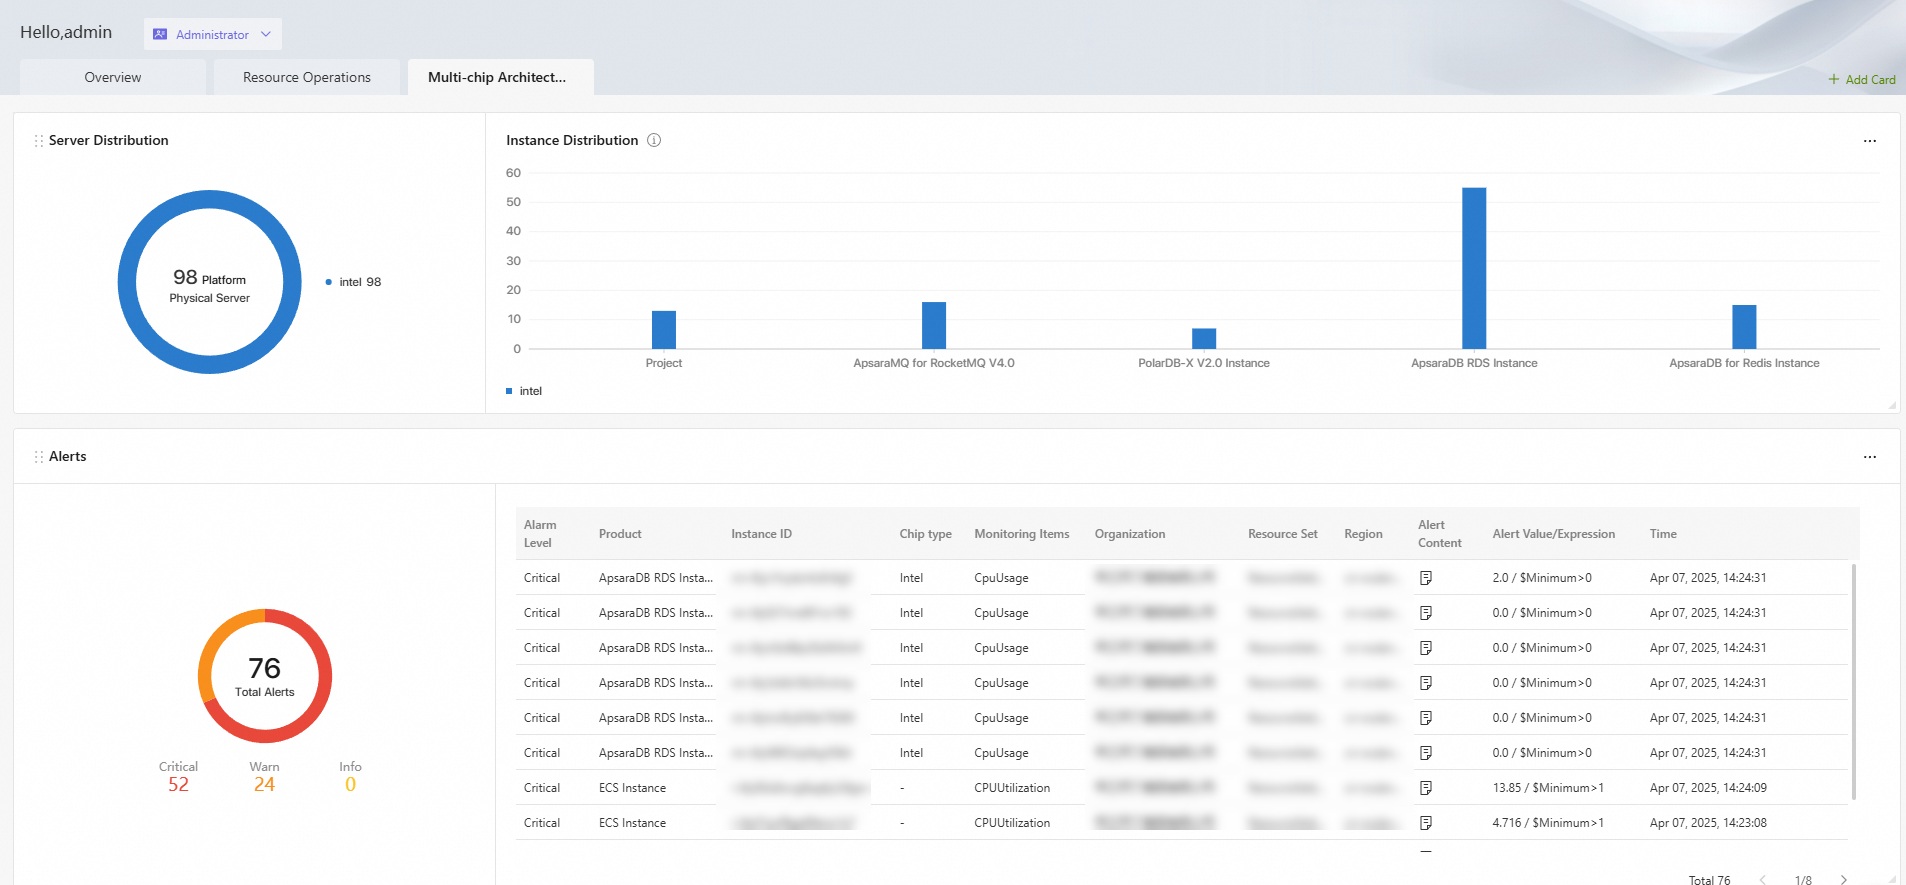 Hello,admin
Administrator
Overview
Resource Operations
Multi-chip Architect...
+ Add Card
Server Distribution
98 Platform
Physical Server
intel 98
Instance Distribution
60
50
40
30
20
10
0
Project
ApsaraMQ for RocketMQ V4.0
PolarDB-X V2.0 Instance
ApsaraDB RDS Instance
ApsaraDB for Redis Instance
intel
Alerts
76
Total Alerts
Critical
52
Warn
24
Info
0
Alarm Level Product Instance ID Chip type Monitoring Items Organization Resource Set Region Alert Content Alert Value/Expression Time
Critical ApsaraDB RDS Insta... Intel CpuUsage 2.0 / $Minimum>0 Apr 07, 2025, 14:24:31
Critical ApsaraDB RDS Insta... Intel CpuUsage 0.0 / $Minimum>0 Apr 07, 2025, 14:24:31
Critical ApsaraDB RDS Insta... Intel CpuUsage 0.0 / $Minimum>0 Apr 07, 2025, 14:24:31
Critical ApsaraDB RDS Insta... Intel CpuUsage 0.0 / $Minimum>0 Apr 07, 2025, 14:24:31
Critical ApsaraDB RDS Insta... Intel CpuUsage 0.0 / $Minimum>0 Apr 07, 2025, 14:24:31
Critical ApsaraDB RDS Insta... Intel CpuUsage 0.0 / $Minimum>0 Apr 07, 2025, 14:24:31
Critical ECS Instance - CPUUtilization 13.85 / $Minimum>1 Apr 07, 2025, 14:24:09
Critical ECS Instance - CPUUtilization 4.716 / $Minimum>1 Apr 07, 2025, 14:23:08
Total 76 1/8